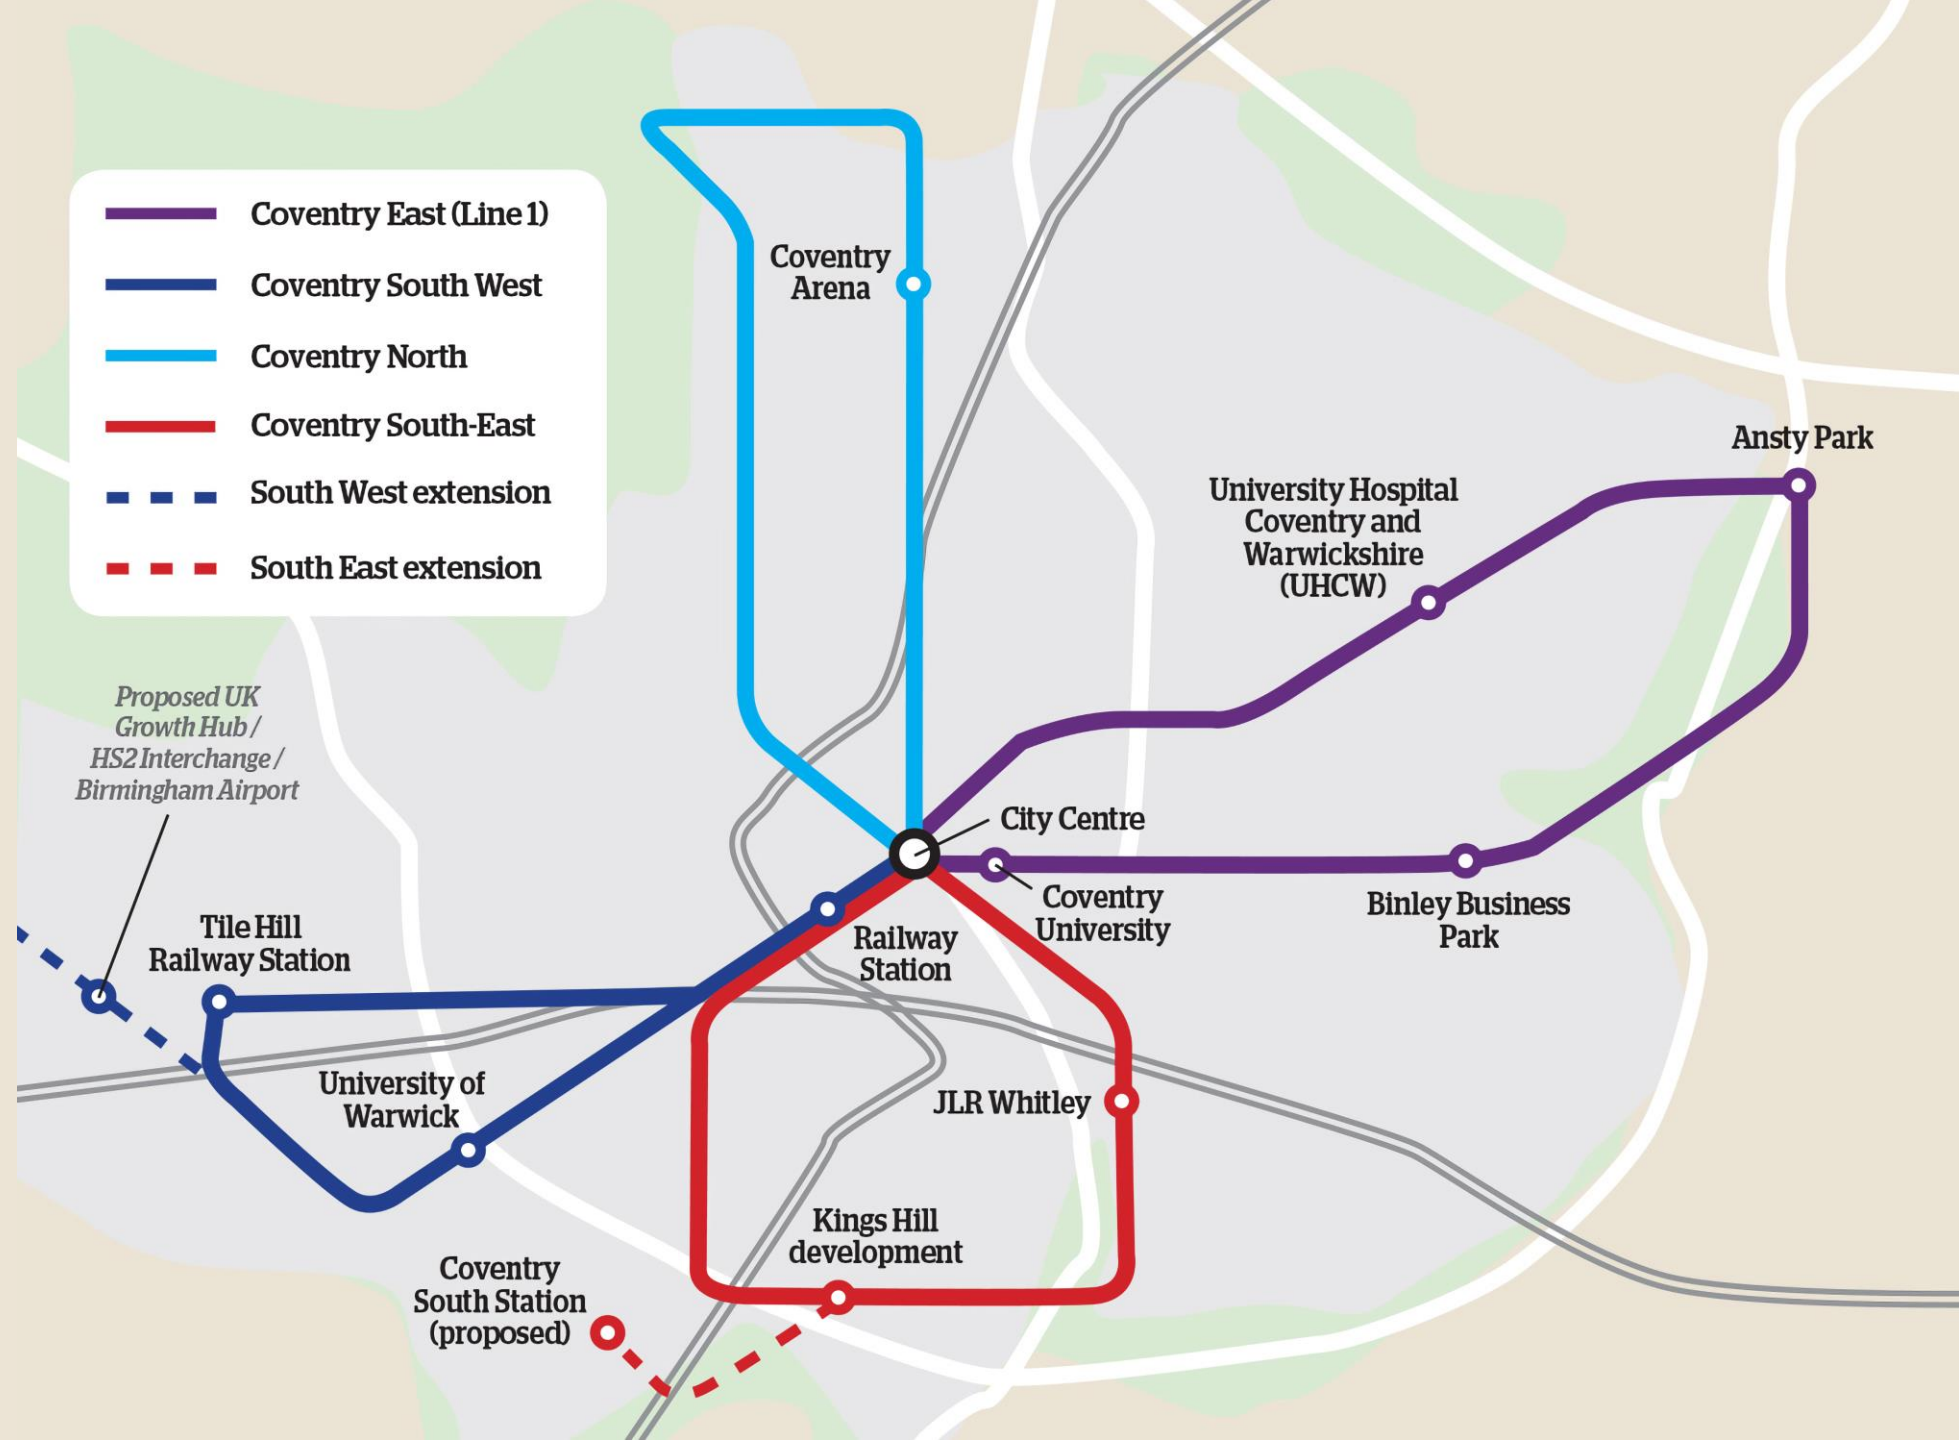 Coventry East (Line 1)
Coventry South West
Coventry North
Coventry South-East
South West extension
South East extension
Coventry
Arena
Ansty Park
University Hospital
Coventry and
Warwickshire
(UHCW)
Proposed UK
Growth Hub /
HS2 Interchange /
Birmingham Airport
City Centre
Coventry
University
Binley Business
Park
Tile Hill
Railway Station
Railway
Station
University of
Warwick
JLR Whitley
Kings Hill
development
Coventry
South Station
(proposed)